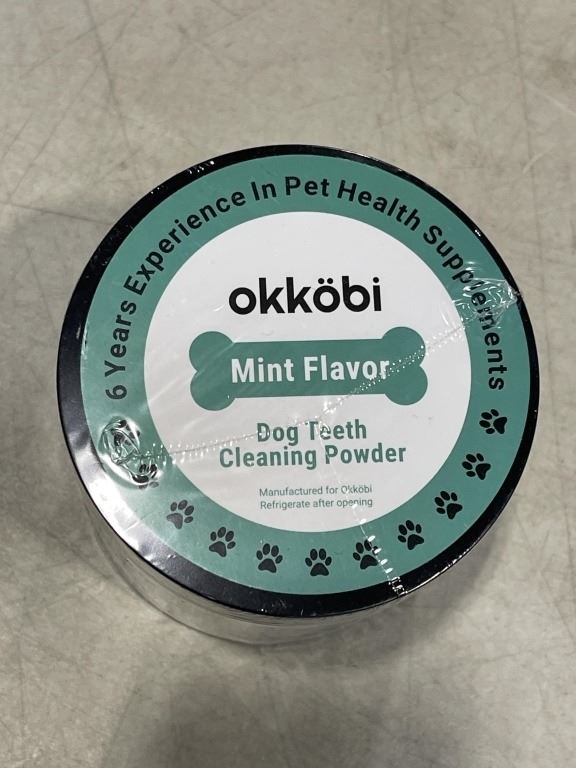 6 Years Experience In Pet Health Supplements
okköbi
Mint Flavor
Dog Teeth
Cleaning Powder
Manufactured for Okköbi
Refrigerate after opening